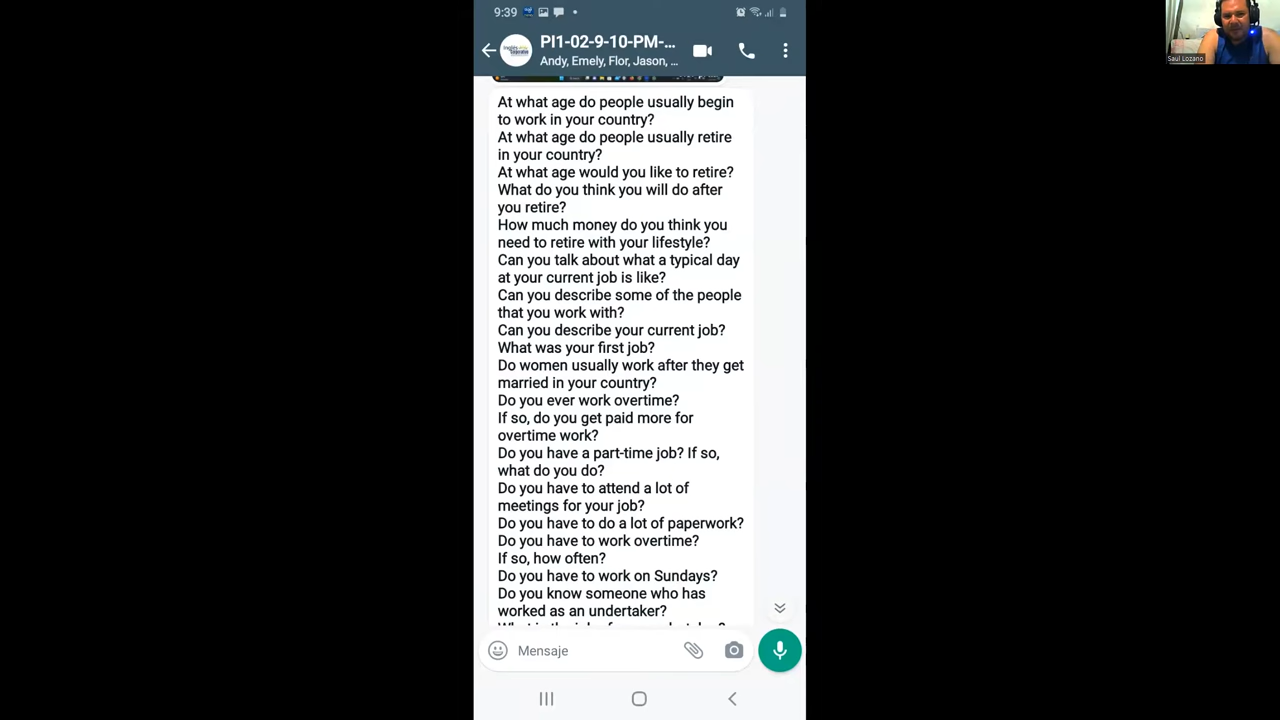 9:39
PI1-02-9-10-PM-...
Andy, Emely, Flor, Jason, ...
At what age do people usually begin
to work in your country?
At what age do people usually retire
in your country?
At what age would you like to retire?
What do you think you will do after
you retire?
How much money do you think you
need to retire with your lifestyle?
Can you talk about what a typical day
at your current job is like?
Can you describe some of the people
that you work with?
Can you describe your current job?
What was your first job?
Do women usually work after they get
married in your country?
Do you ever work overtime?
If so, do you get paid more for
overtime work?
Do you have a part-time job? If so,
what do you do?
Do you have to attend a lot of
meetings for your job?
Do you have to do a lot of paperwork?
Do you have to work overtime?
If so, how often?
Do you have to work on Sundays?
Do you know someone who has
worked as an undertaker?
Mensaje
Saul Lozano